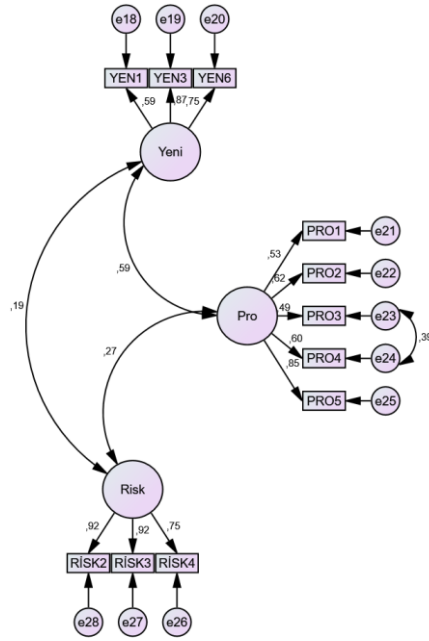 e18 e19 e20
YEN1 YEN3 YEN6
,59 ,87 ,75
Yeni
PRO1 e21
,53
PRO2 e22
,59 ,62
,19
Pro ,49 PRO3 e23
,39
,60 PRO4 e24
,27
,85
PRO5 e25
Risk
,92 ,92 ,75
RİSK2 RİSK3 RİSK4
e28 e27 e26